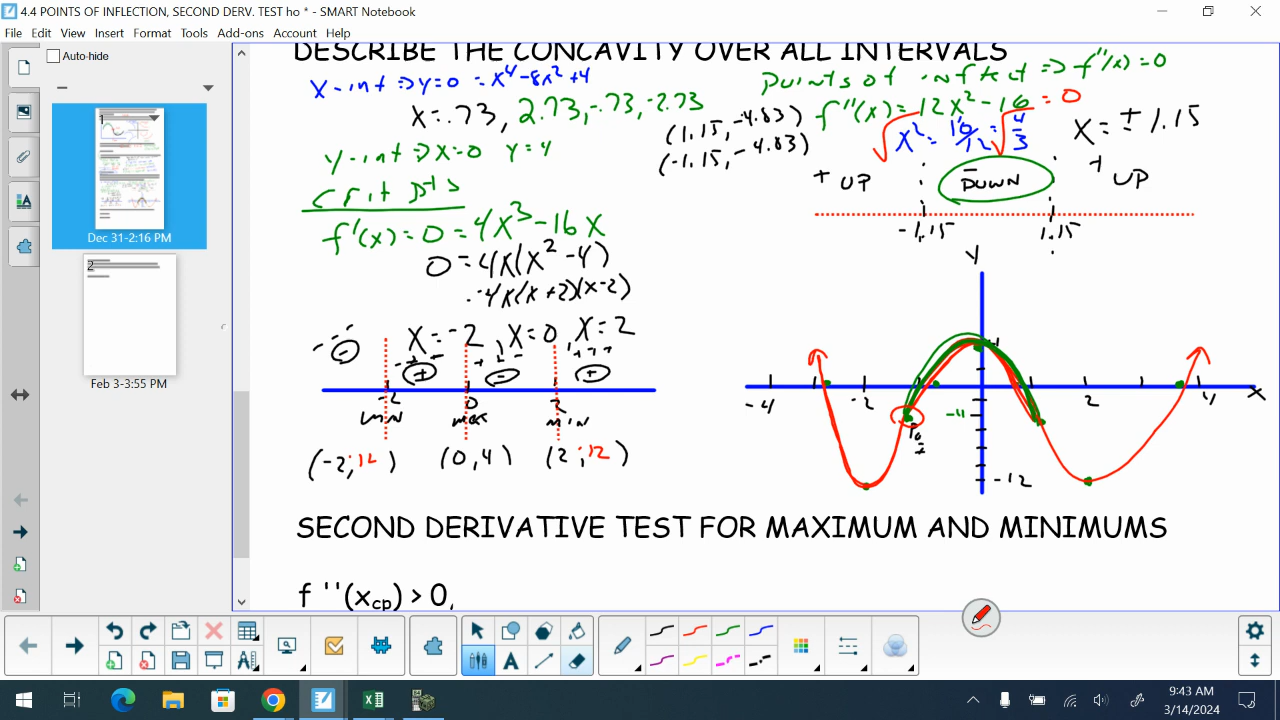 4.4 POINTS OF INFLECTION, SECOND DERV. TEST ho * - SMART Notebook
File Edit View Insert Format Tools Add-ons Account Help
Auto-hide
1
Dec 31-2:16 PM
2
Feb 3-3:55 PM
DESCRIBE THE CONCAVITY OVER ALL INTERVALS
x-int => y=0 = x⁴-8x²+4
x=.73, 2.73,-.73,-2.73
y-int => x=0 y=4
Crit pts
f'(x)=0=4x³-16x
0=4x(x²-4)
4x(x+2)(x-2)
x=-2, x=0, x=2
- - - (-) - + - (+) + + - (-) + + + (+)
-2 0 2
min max min
(-2,-12) (0,4) (2,-12)
points of inflect => f''(x)=0
f''(x)=12x²-16 = 0
(1.15,-4.83)
(-1.15,-4.83)
x²= 16/12 = 4/3
x=±1.15
+ UP - DOWN + UP
-1.15 1.15
y
-4 -2 2 4 x
-4
-12
SECOND DERIVATIVE TEST FOR MAXIMUM AND MINIMUMS
f ''(xcp) > 0,
9:43 AM
3/14/2024